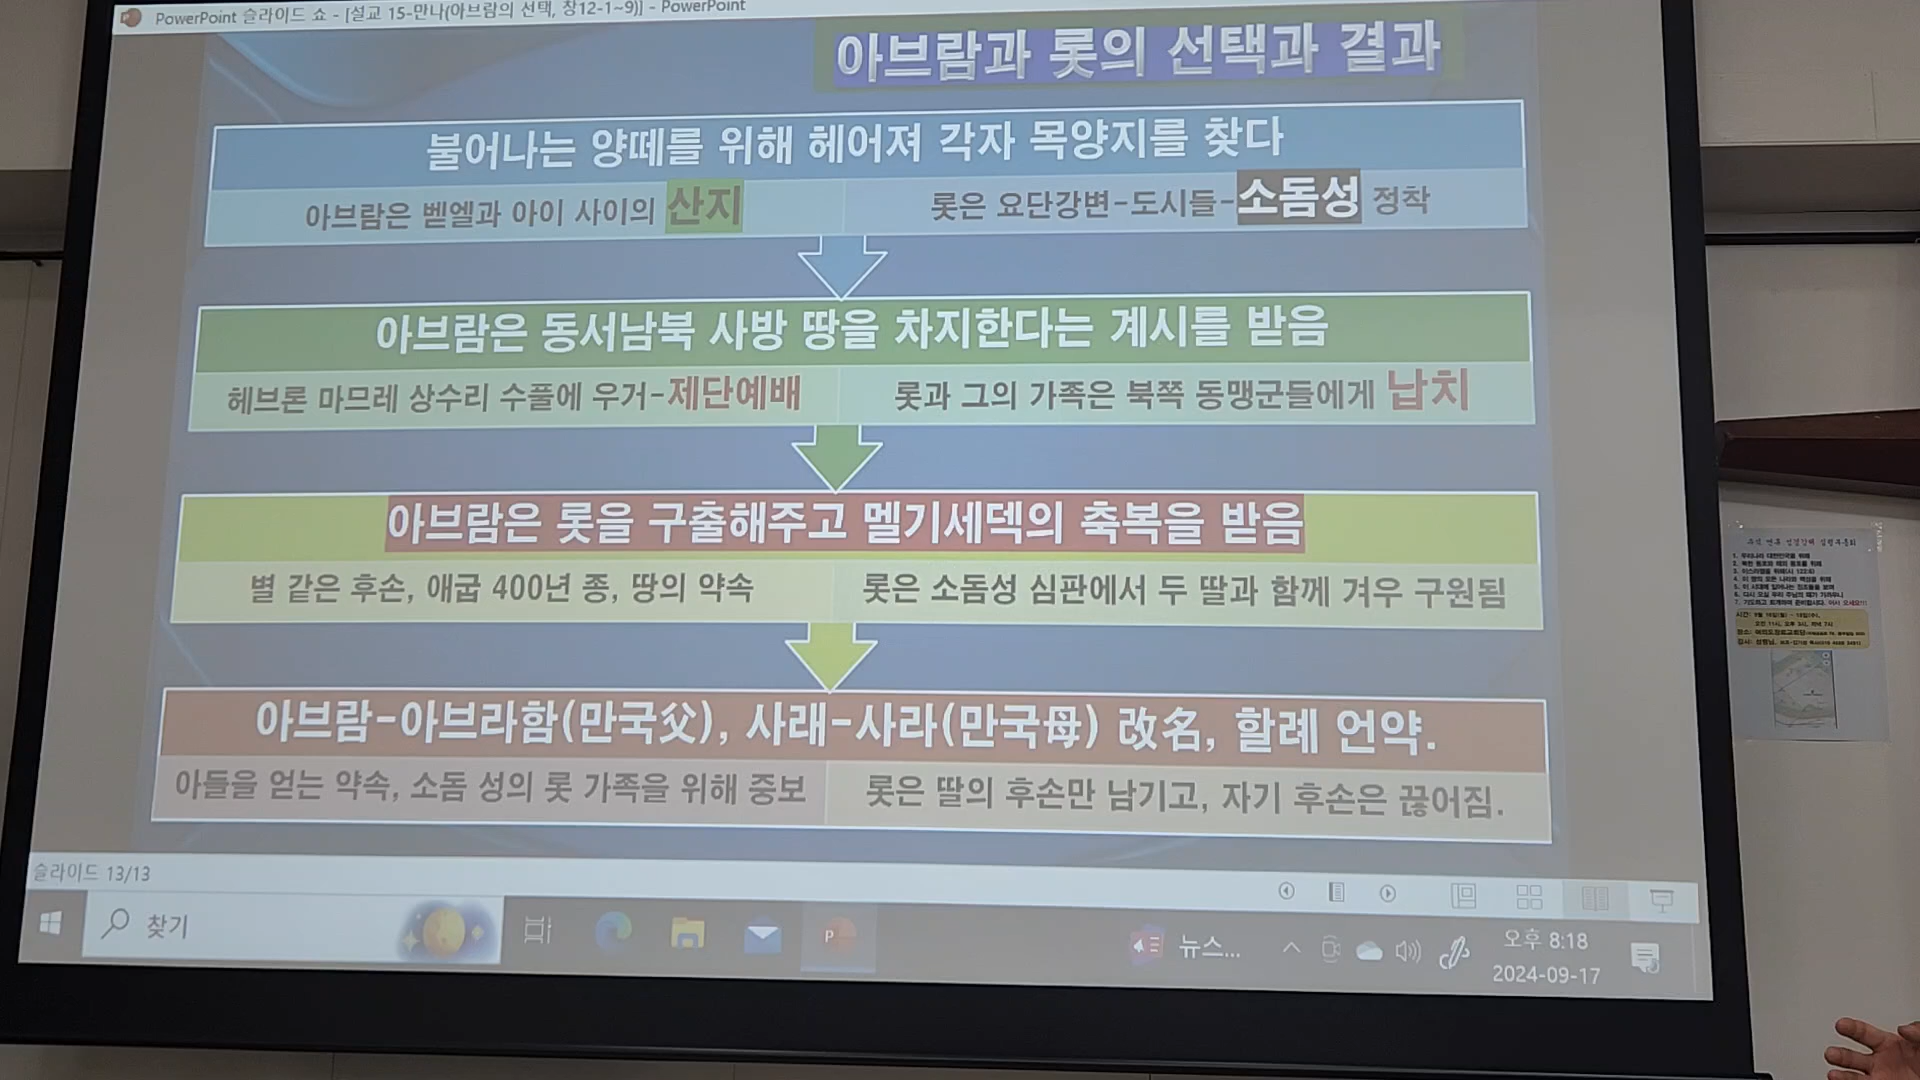 PowerPoint 슬라이드 쇼 - [설교 15-만나(아브람의 선택, 창12-1~9)] - PowerPoint
아브람과 롯의 선택과 결과
불어나는 양떼를 위해 헤어져 각자 목양지를 찾다
아브람은 벧엘과 아이 사이의 산지
롯은 요단강변-도시들-소돔성 정착
아브람은 동서남북 사방 땅을 차지한다는 계시를 받음
헤브론 마므레 상수리 수풀에 우거-제단예배
롯과 그의 가족은 북쪽 동맹군들에게 납치
아브람은 롯을 구출해주고 멜기세덱의 축복을 받음
별 같은 후손, 애굽 400년 종, 땅의 약속
롯은 소돔성 심판에서 두 딸과 함께 겨우 구원됨
아브람-아브라함(만국父), 사래-사라(만국母) 改名, 할례 언약.
아들을 얻는 약속, 소돔 성의 롯 가족을 위해 중보
롯은 딸의 후손만 남기고, 자기 후손은 끊어짐.
슬라이드 13/13
찾기
뉴스...
오후 8:18
2024-09-17
1. 우리나라 대한민국을 위해